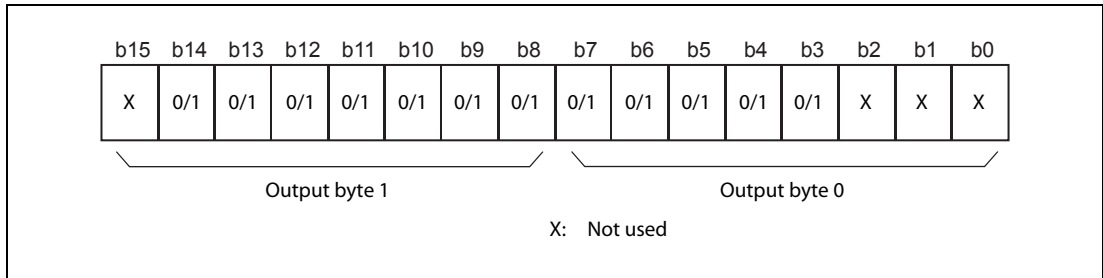 b15 b14 b13 b12 b11 b10 b9 b8 b7 b6 b5 b4 b3 b2 b1 b0
X 0/1 0/1 0/1 0/1 0/1 0/1 0/1 0/1 0/1 0/1 0/1 0/1 X X X
Output byte 1 Output byte 0
X: Not used